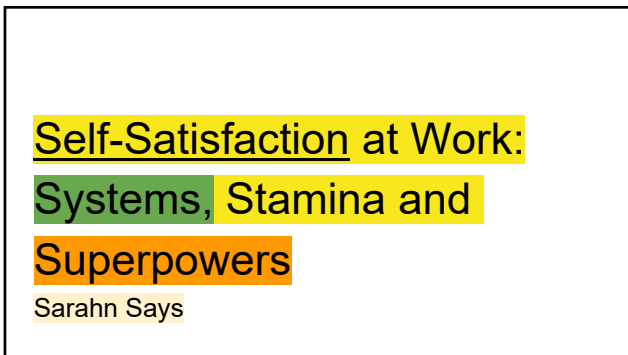 Self-Satisfaction at Work:
Systems, Stamina and
Superpowers
Sarahn Says